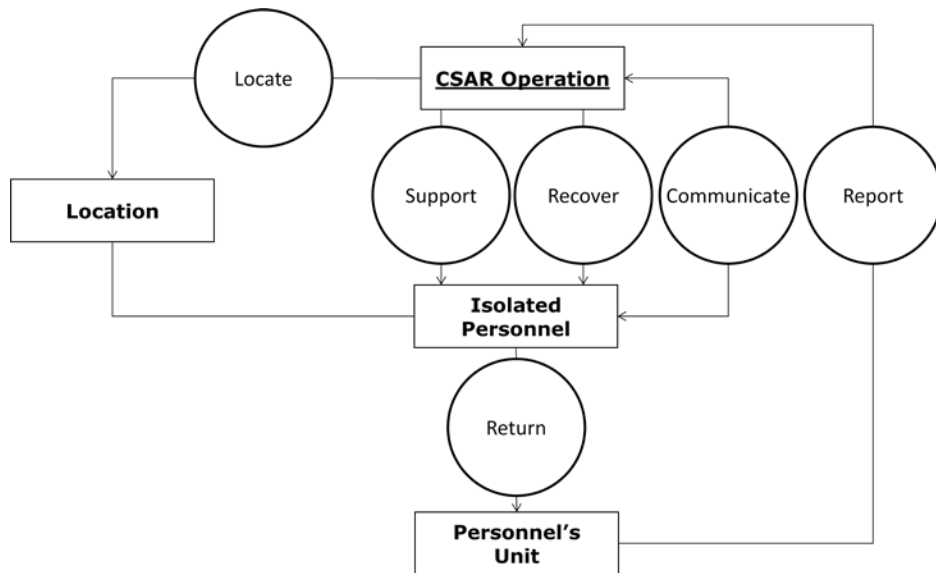 Locate
CSAR Operation
Support
Recover
Communicate
Report
Location
Isolated
Personnel
Return
Personnel's
Unit